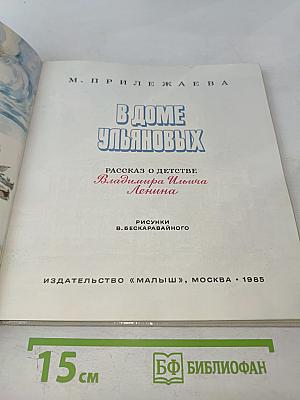 М. ПРИЛЕЖАЕВА
В ДОМЕ
УЛЬЯНОВЫХ
РАССКАЗ О ДЕТСТВЕ
Владимира Ильича
Ленина
РИСУНКИ
В. БЕСКАРАВАЙНОГО
ИЗДАТЕЛЬСТВО «МАЛЫШ», МОСКВА • 1985
15 см
БФ БИБЛИОФАН